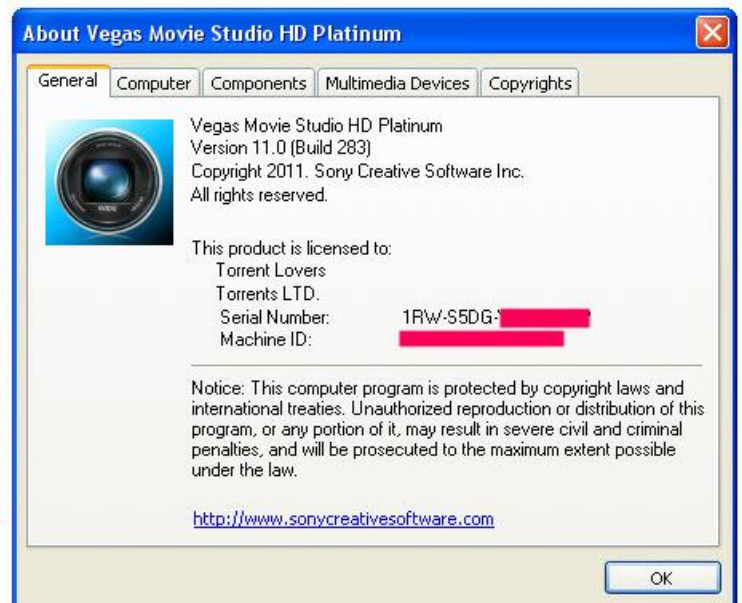 About Vegas Movie Studio HD Platinum
General Computer Components Multimedia Devices Copyrights
Vegas Movie Studio HD Platinum
Version 11.0 (Build 283)
Copyright 2011. Sony Creative Software Inc.
All rights reserved.
This product is licensed to:
Torrent Lovers
Torrents LTD.
Serial Number: 1RW-S5DG-
Machine ID:
Notice: This computer program is protected by copyright laws and
international treaties. Unauthorized reproduction or distribution of this
program, or any portion of it, may result in severe civil and criminal
penalties, and will be prosecuted to the maximum extent possible
under the law.
http://www.sonycreativesoftware.com
OK